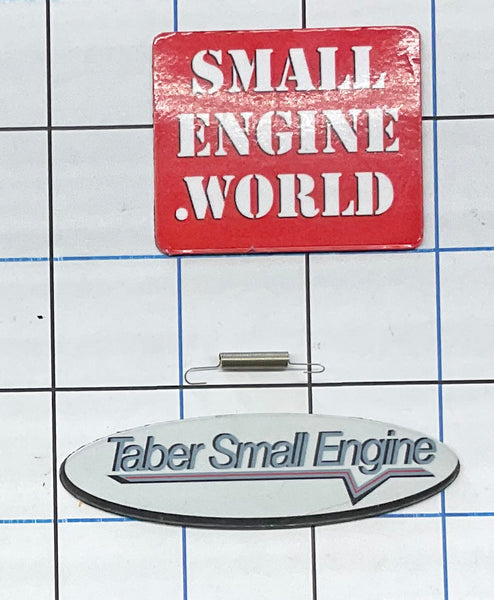 SMALL
ENGINE
.WORLD
Taber Small Engine